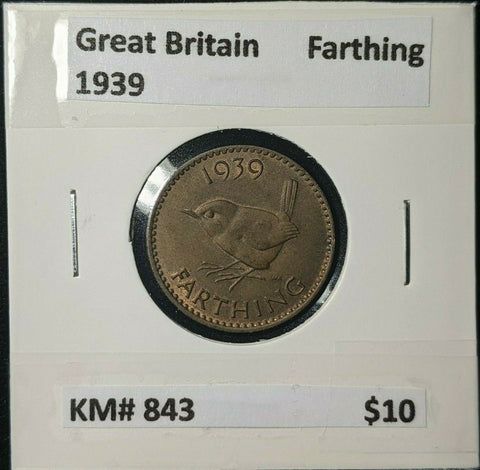 Great Britain Farthing
1939
1939
FARTHING
KM# 843 $10